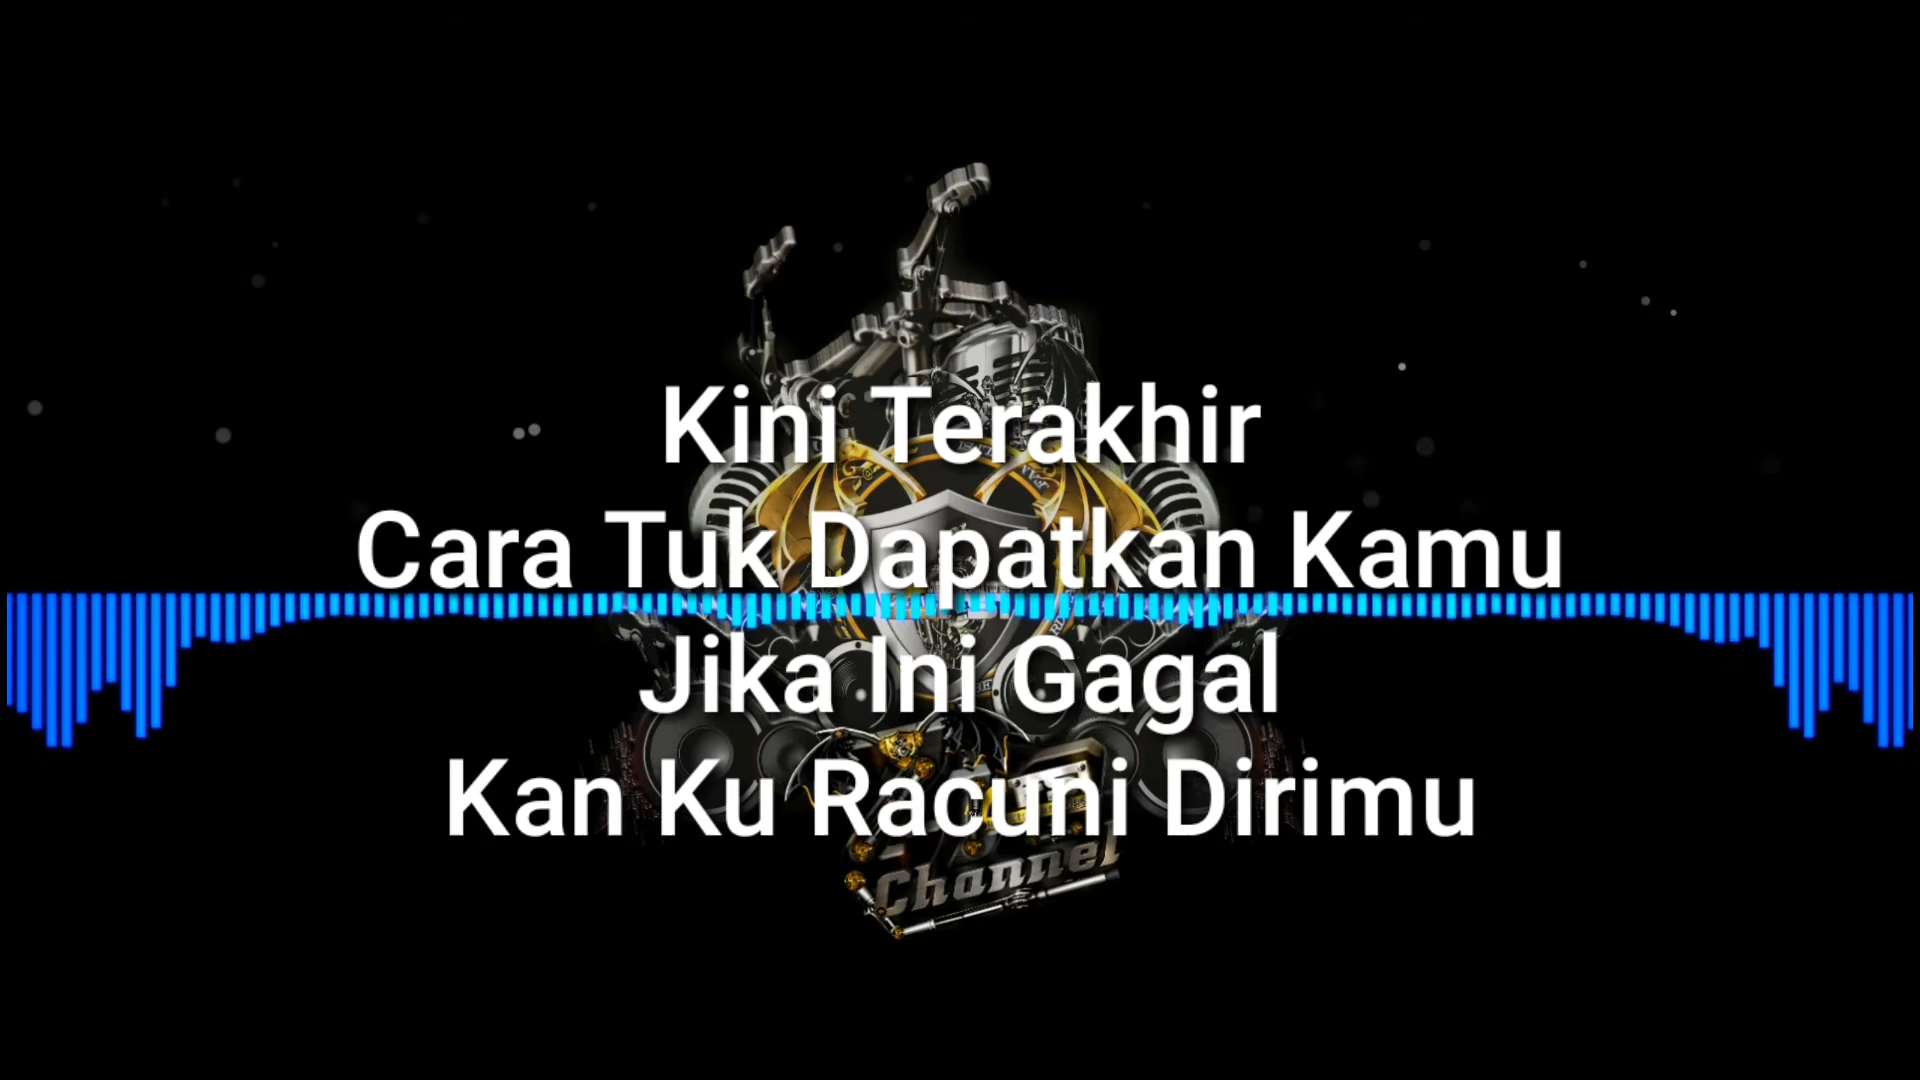 Kini Terakhir
Cara Tuk Dapatkan Kamu
Jika Ini Gagal
Kan Ku Racuni Dirimu
Channel